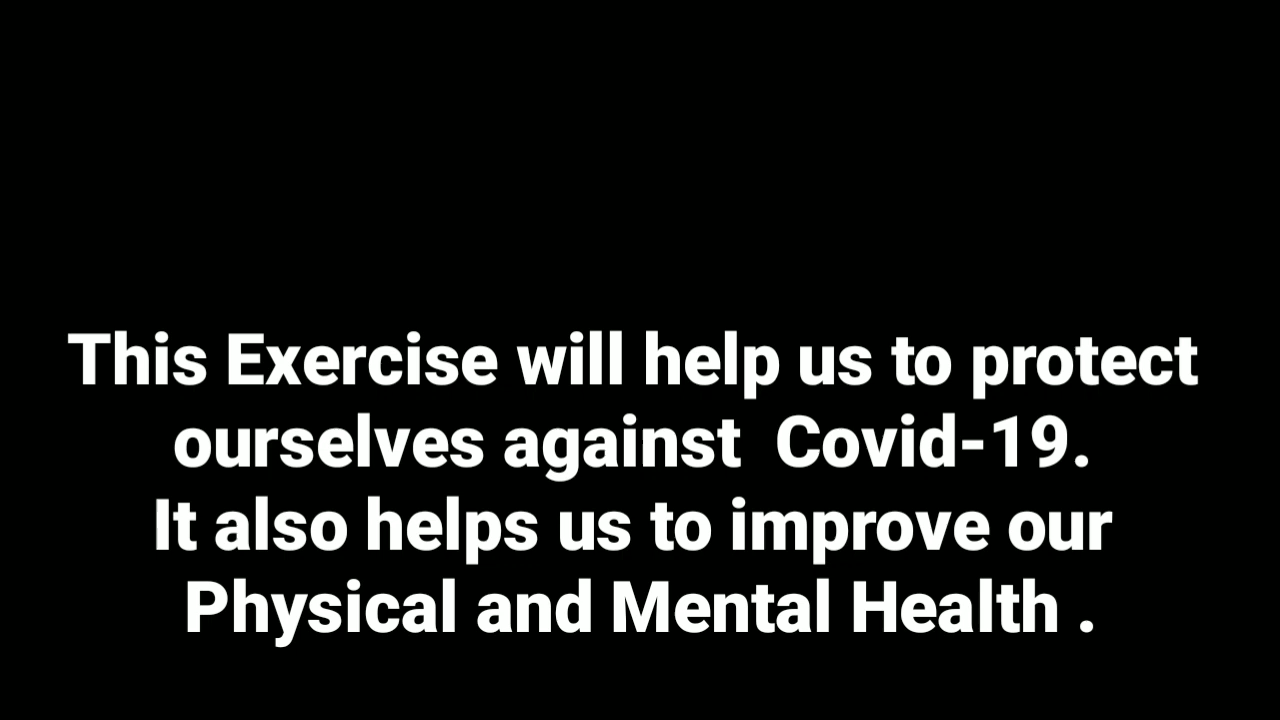 This Exercise will help us to protect
ourselves against  Covid-19.
It also helps us to improve our
Physical and Mental Health .